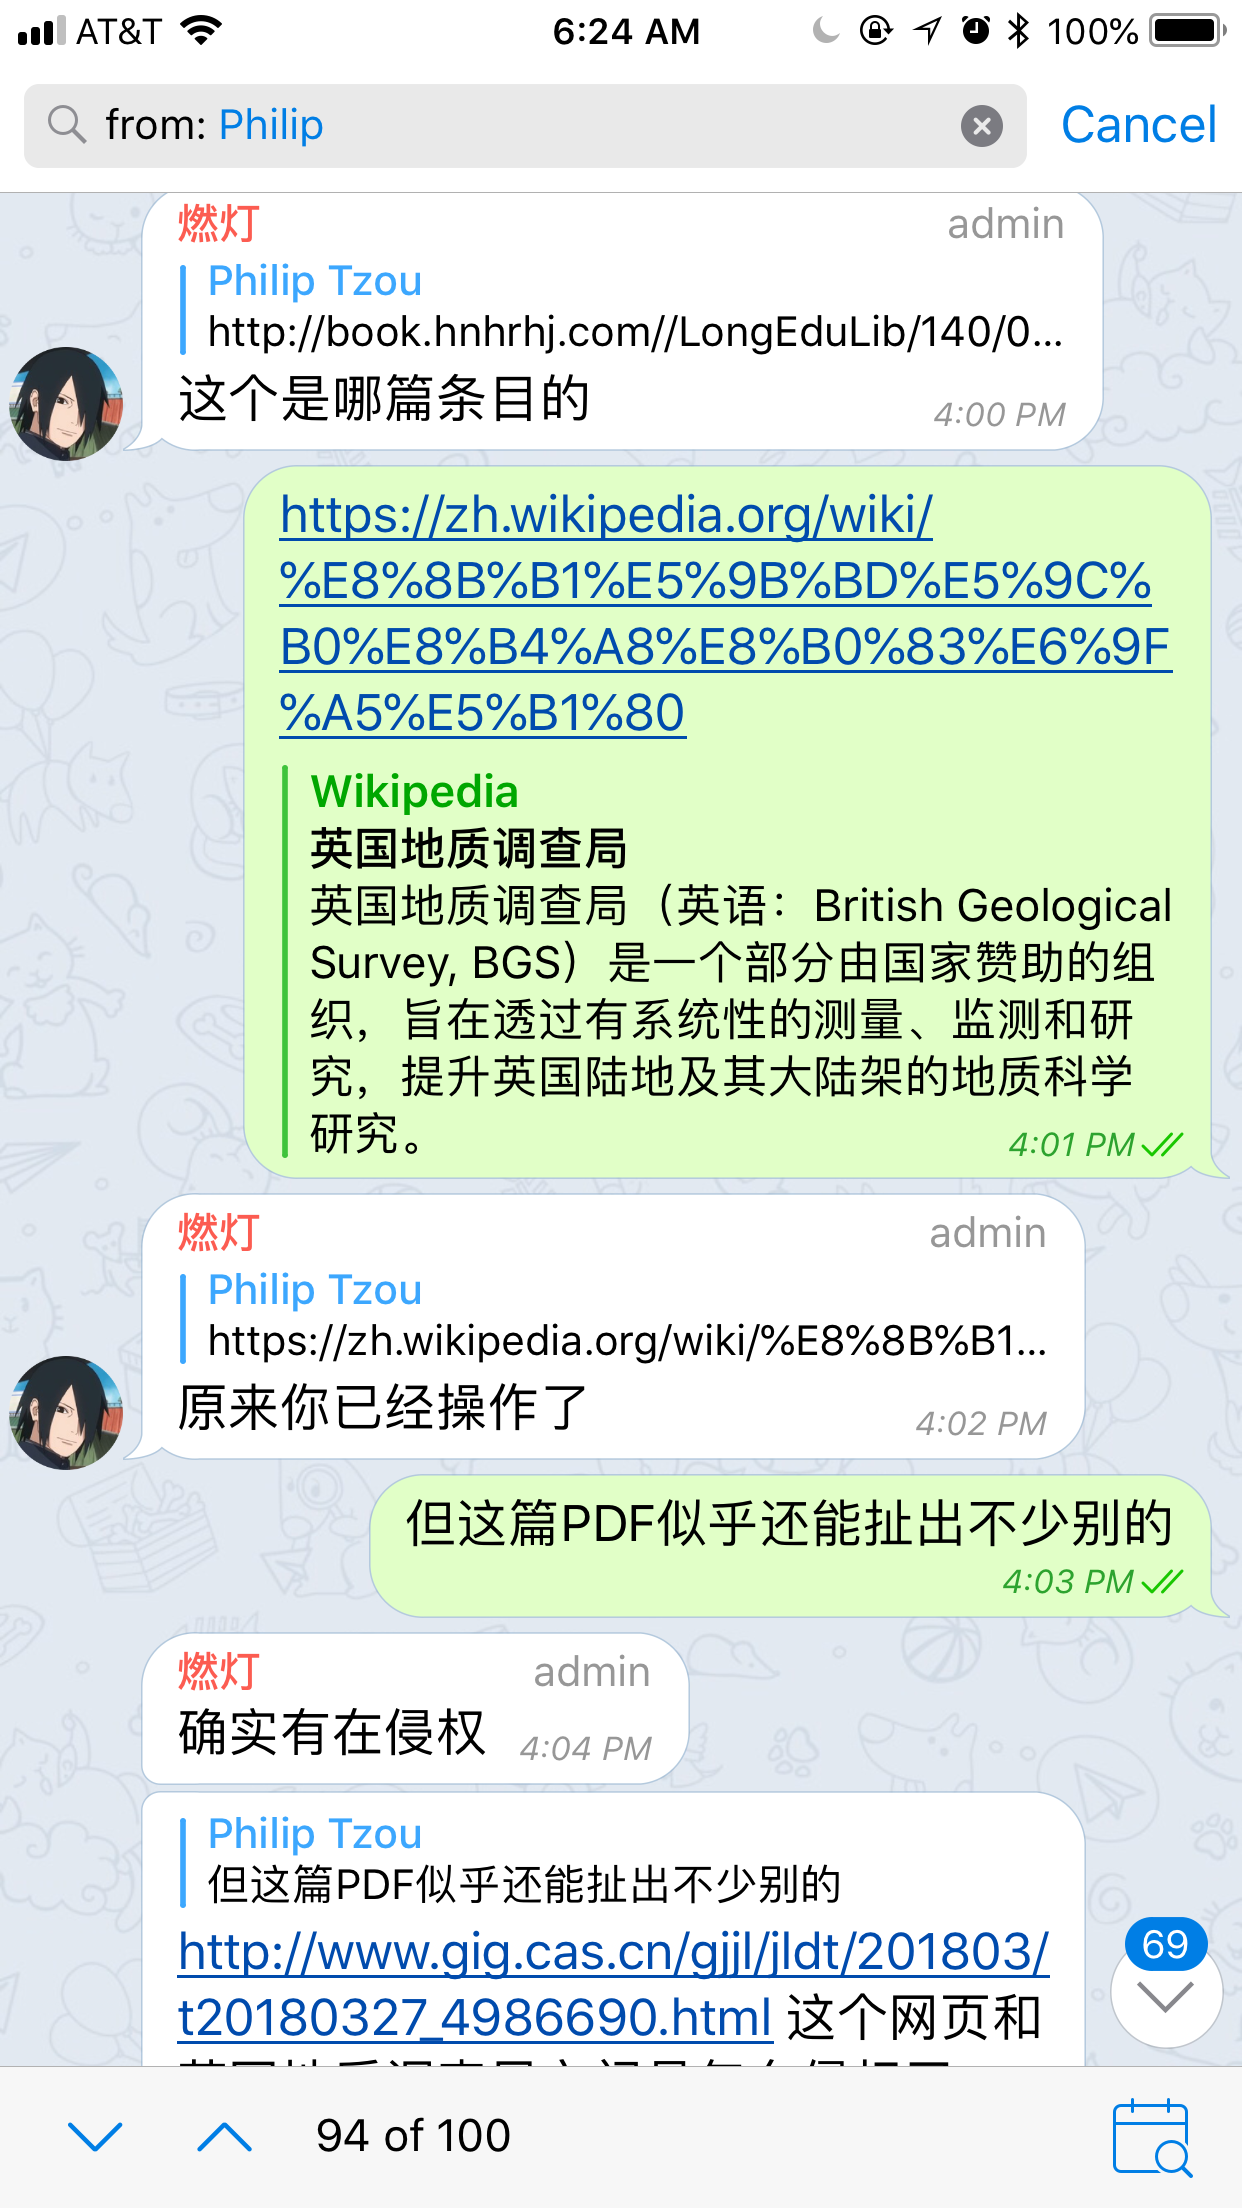 AT&T 6:24 AM 100%
from: Philip Cancel
燃灯 admin
Philip Tzou
http://book.hnhrhj.com//LongEduLib/140/0...
这个是哪篇条目的 4:00 PM
https://zh.wikipedia.org/wiki/
%E8%8B%B1%E5%9B%BD%E5%9C%
B0%E8%B4%A8%E8%B0%83%E6%9F
%A5%E5%B1%80
Wikipedia
英国地质调查局
英国地质调查局（英语：British Geological
Survey, BGS）是一个部分由国家赞助的组
织，旨在透过有系统性的测量、监测和研
究，提升英国陆地及其大陆架的地质科学
研究。 4:01 PM
燃灯 admin
Philip Tzou
https://zh.wikipedia.org/wiki/%E8%8B%B1...
原来你已经操作了 4:02 PM
但这篇PDF似乎还能扯出不少别的
4:03 PM
燃灯 admin
确实有在侵权 4:04 PM
Philip Tzou
但这篇PDF似乎还能扯出不少别的
http://www.gig.cas.cn/gjjl/jldt/201803/
t20180327_4986690.html 这个网页和
69
94 of 100